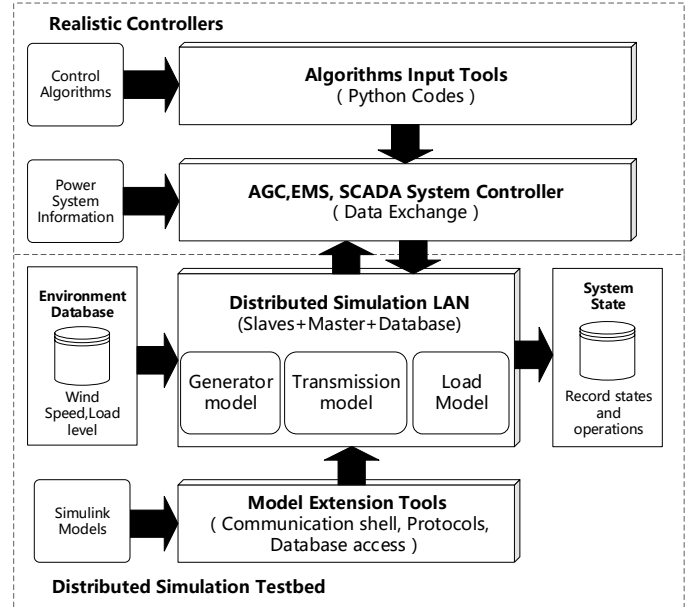 Realistic Controllers
Control
Algorithms
Algorithms Input Tools
( Python Codes )
Power
System
Information
AGC,EMS, SCADA System Controller
( Data Exchange )
Environment
Database
Wind
Speed,Load
level
Distributed Simulation LAN
(Slaves+Master+Database)
Generator
model
Transmission
model
Load
Model
System
State
Record states
and
operations
Simulink
Models
Model Extension Tools
( Communication shell, Protocols,
Database access )
Distributed Simulation Testbed